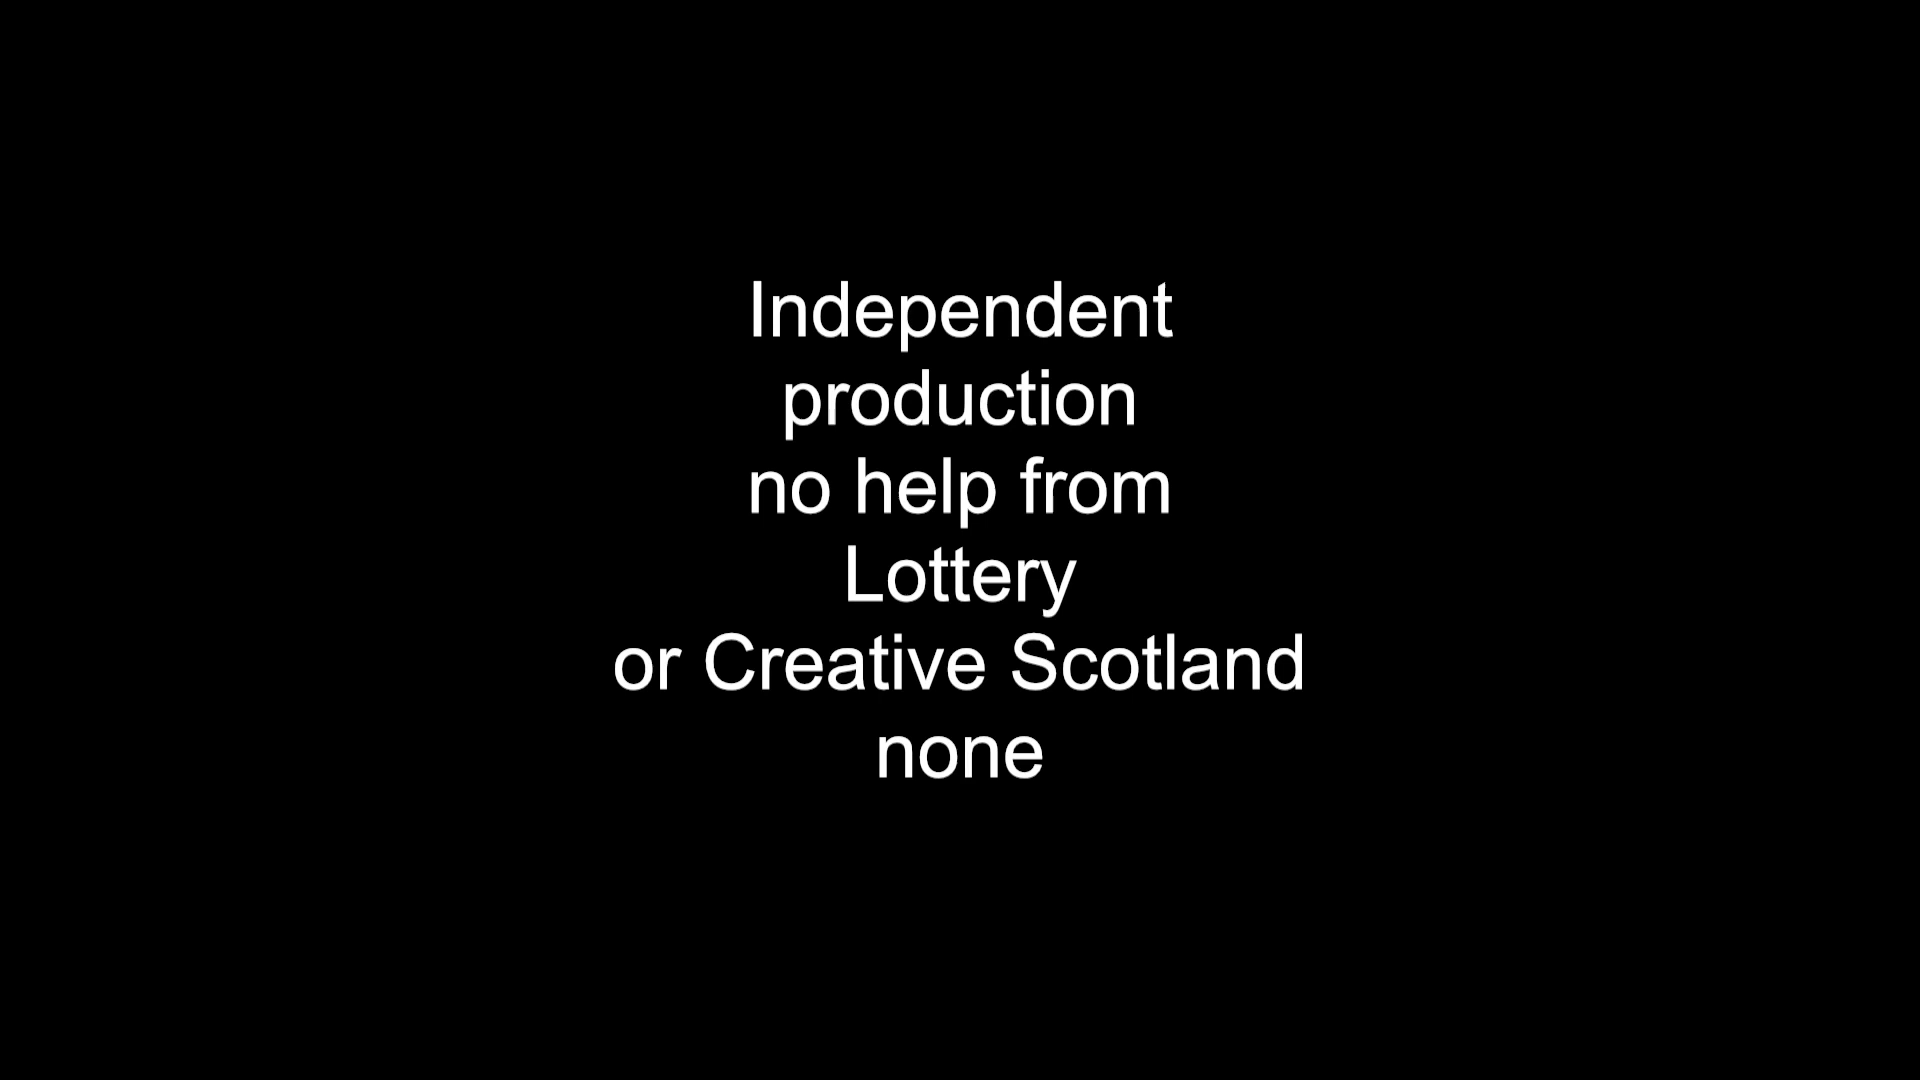 Independent
production
no help from
Lottery
or Creative Scotland
none